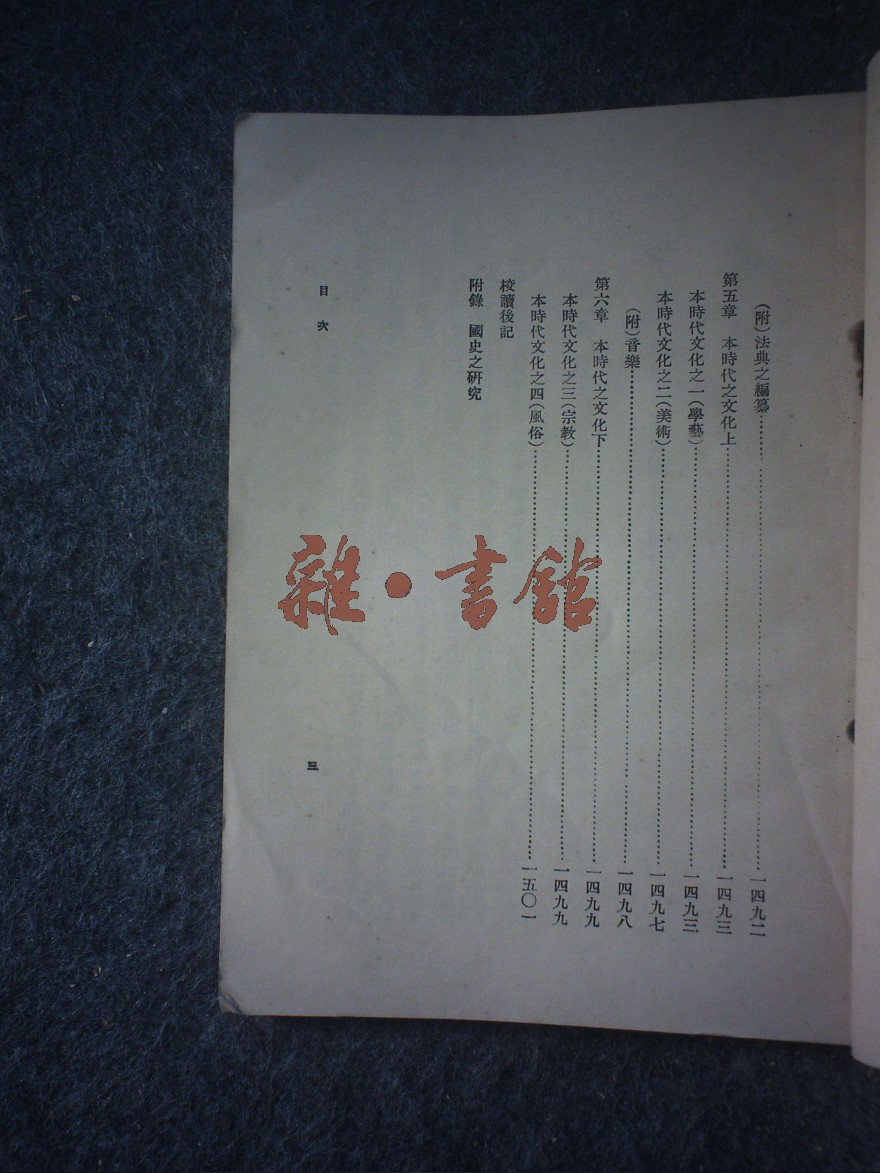 (附)法典之編纂……………………一四九二
第五章　本時代之文化上……………………一四九三
本時代文化之一(學藝)……………………一四九三
本時代文化之二(美術)……………………一四九七
(附)音樂……………………一四九八
第六章　本時代之文化下……………………一四九九
本時代文化之三(宗教)……………………一四九九
本時代文化之四(風俗)……………………一五〇一
校讀後記
附錄　國史之研究
目次
三
雜·書館